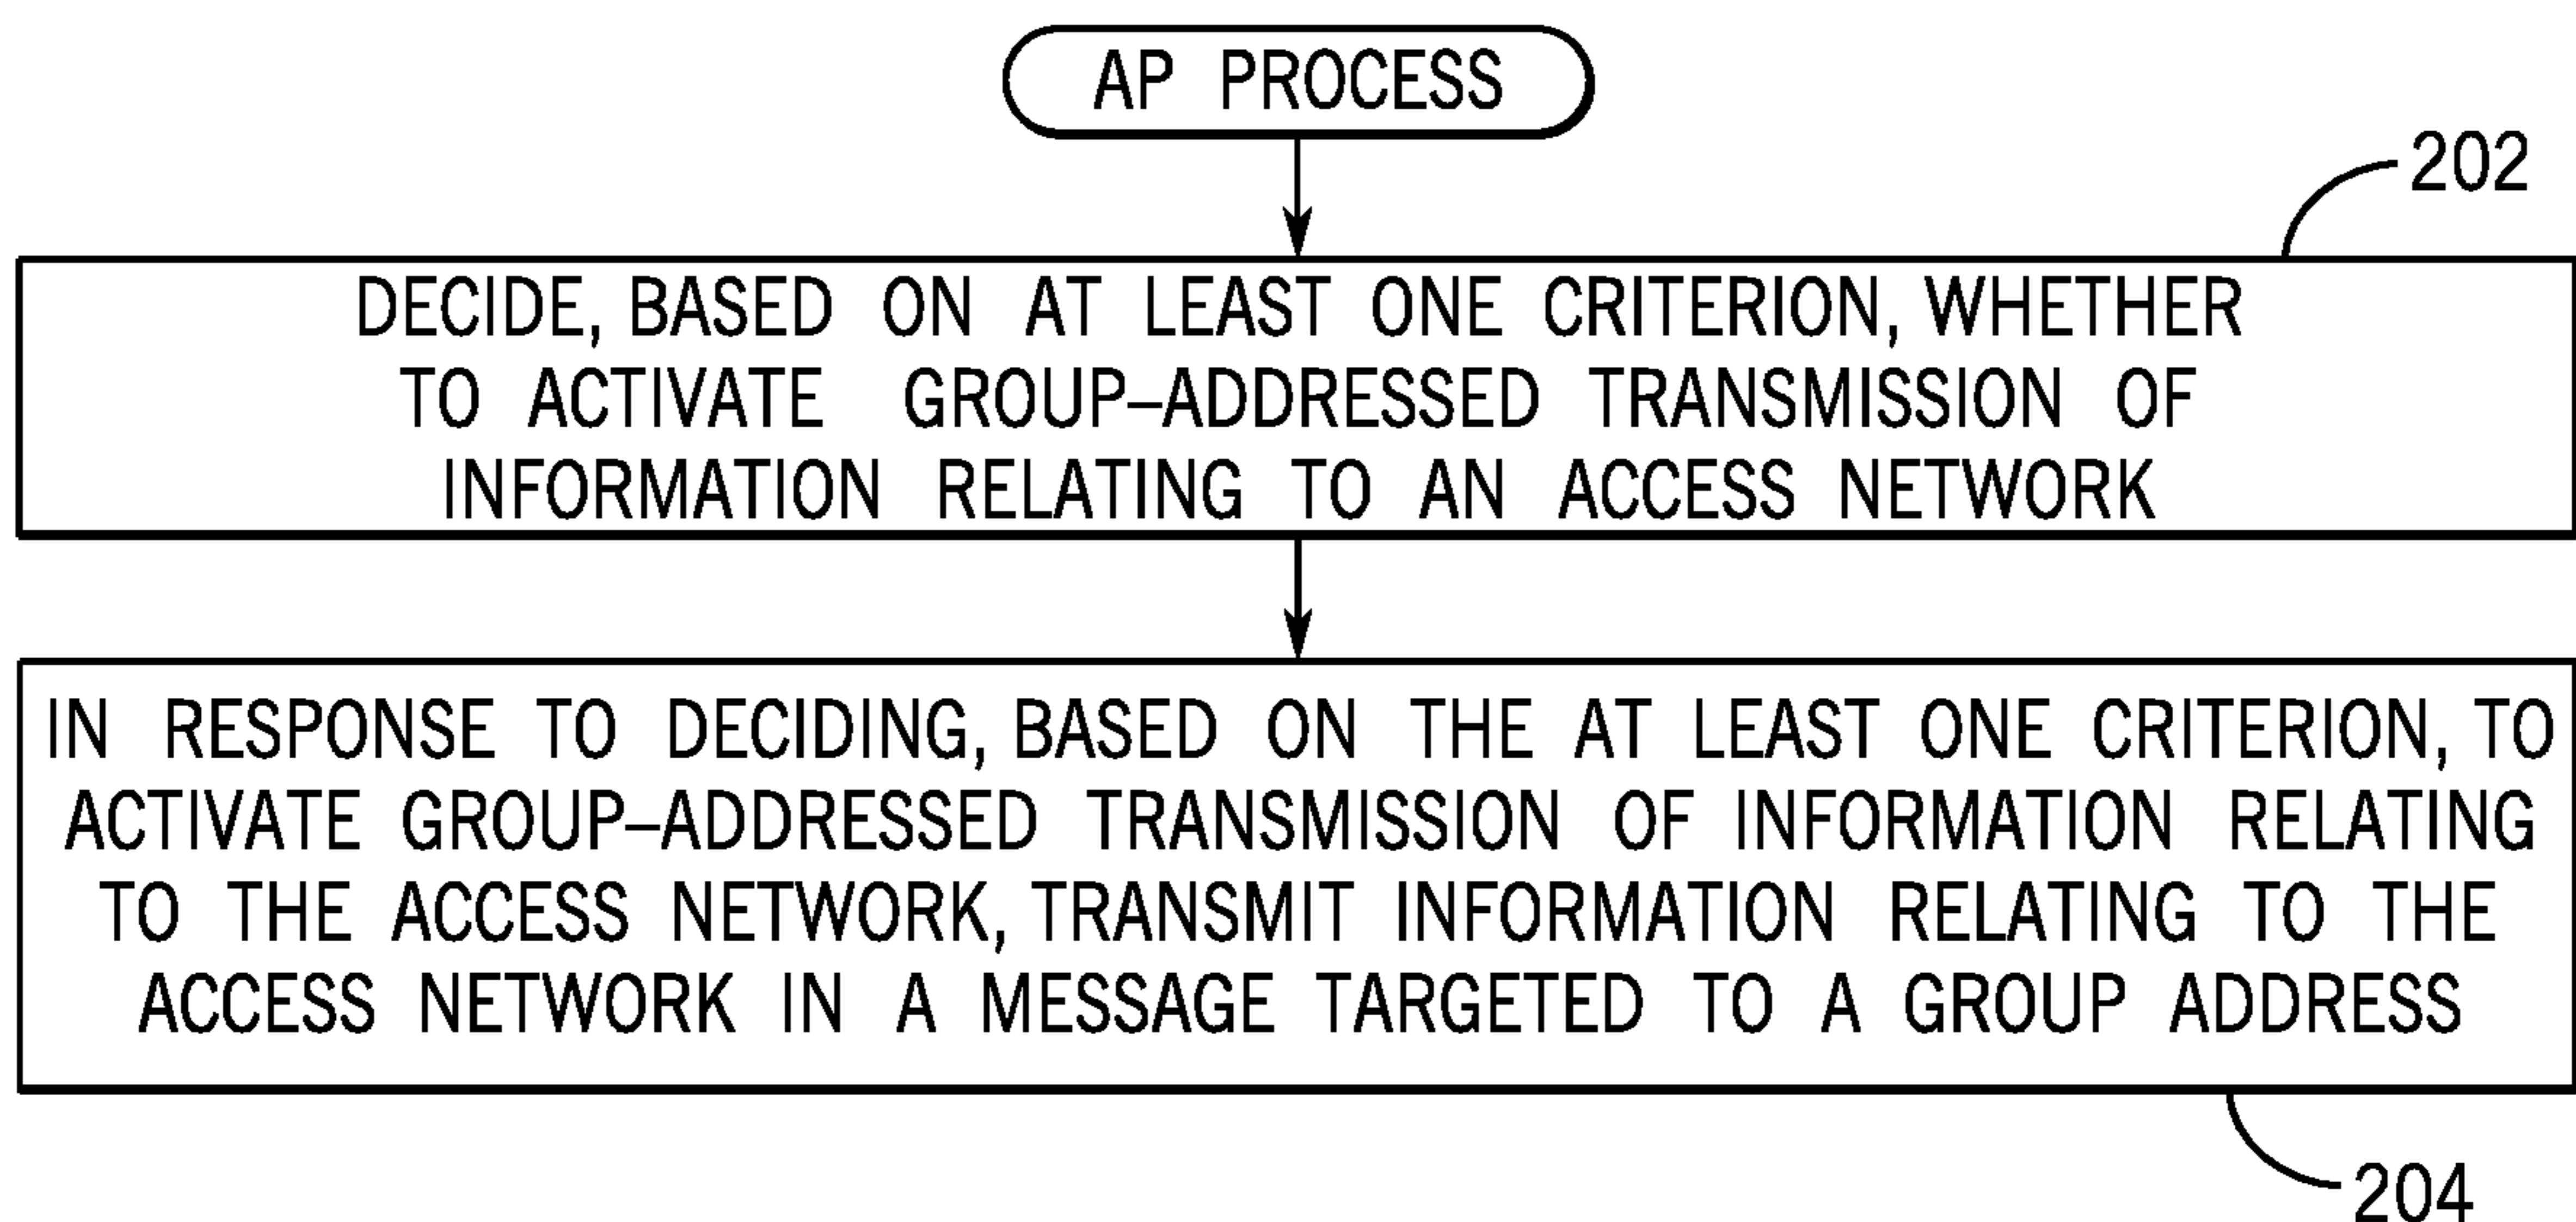 AP PROCESS
202
DECIDE, BASED ON AT LEAST ONE CRITERION, WHETHER
TO ACTIVATE GROUP–ADDRESSED TRANSMISSION OF
INFORMATION RELATING TO AN ACCESS NETWORK
IN RESPONSE TO DECIDING, BASED ON THE AT LEAST ONE CRITERION, TO
ACTIVATE GROUP–ADDRESSED TRANSMISSION OF INFORMATION RELATING
TO THE ACCESS NETWORK, TRANSMIT INFORMATION RELATING TO THE
ACCESS NETWORK IN A MESSAGE TARGETED TO A GROUP ADDRESS
204